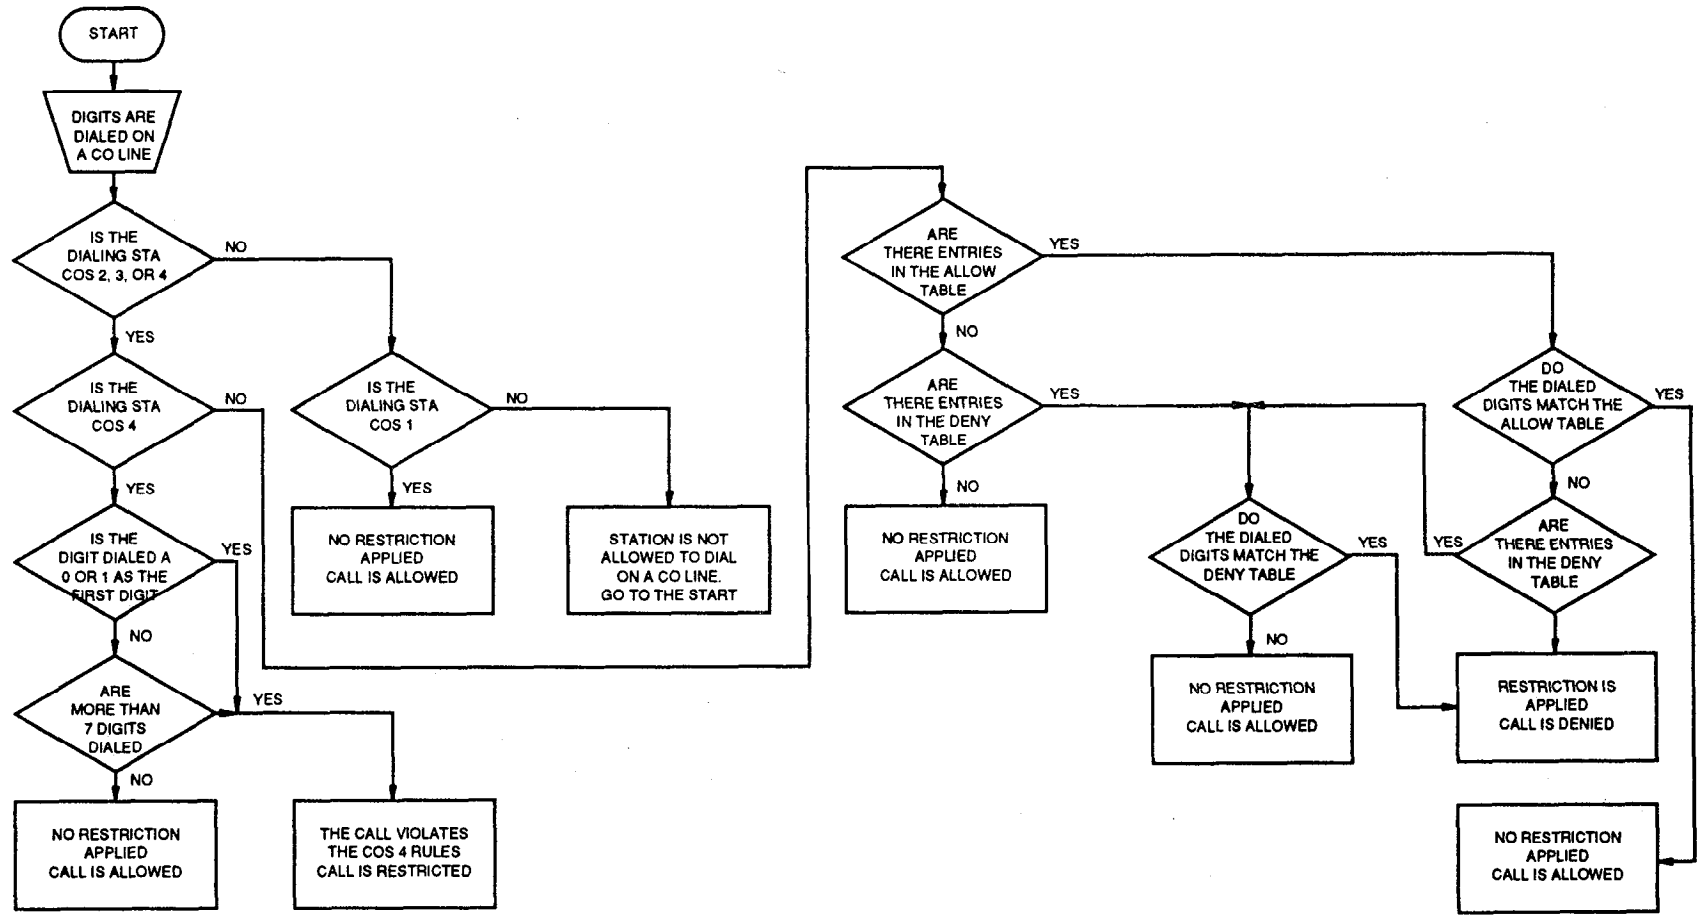 START
DIGITS ARE
DIALED ON
A CO LINE
IS THE
DIALING STA
COS 2, 3, OR 4
NO
YES
IS THE
DIALING STA
COS 4
NO
YES
IS THE
DIGIT DIALED A
0 OR 1 AS THE
FIRST DIGIT
YES
NO
ARE
MORE THAN
7 DIGITS
DIALED
YES
NO
NO RESTRICTION
APPLIED
CALL IS ALLOWED
THE CALL VIOLATES
THE COS 4 RULES
CALL IS RESTRICTED
IS THE
DIALING STA
COS 1
NO
YES
NO RESTRICTION
APPLIED
CALL IS ALLOWED
STATION IS NOT
ALLOWED TO DIAL
ON A CO LINE.
GO TO THE START
ARE
THERE ENTRIES
IN THE ALLOW
TABLE
YES
NO
ARE
THERE ENTRIES
IN THE DENY
TABLE
YES
NO
NO RESTRICTION
APPLIED
CALL IS ALLOWED
DO
THE DIALED
DIGITS MATCH THE
DENY TABLE
YES
NO
NO RESTRICTION
APPLIED
CALL IS ALLOWED
DO
THE DIALED
DIGITS MATCH THE
ALLOW TABLE
YES
NO
ARE
THERE ENTRIES
IN THE DENY
TABLE
YES
RESTRICTION IS
APPLIED
CALL IS DENIED
NO RESTRICTION
APPLIED
CALL IS ALLOWED